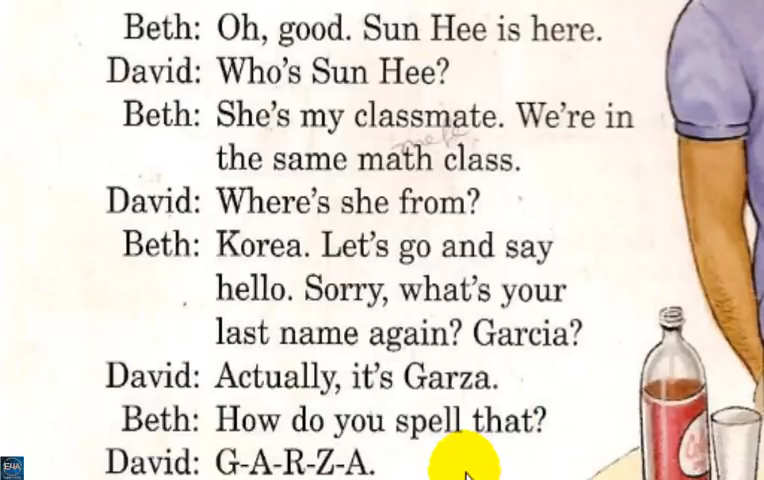 Beth: Oh, good. Sun Hee is here.
David: Who's Sun Hee?
Beth: She's my classmate. We're in
the same math class.
David: Where's she from?
Beth: Korea. Let's go and say
hello. Sorry, what's your
last name again? Garcia?
David: Actually, it's Garza.
Beth: How do you spell that?
David: G-A-R-Z-A.